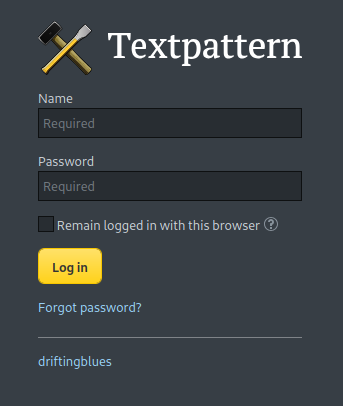 Textpattern
Name
Required
Password
Required
Remain logged in with this browser ?
Log in
Forgot password?
driftingblues